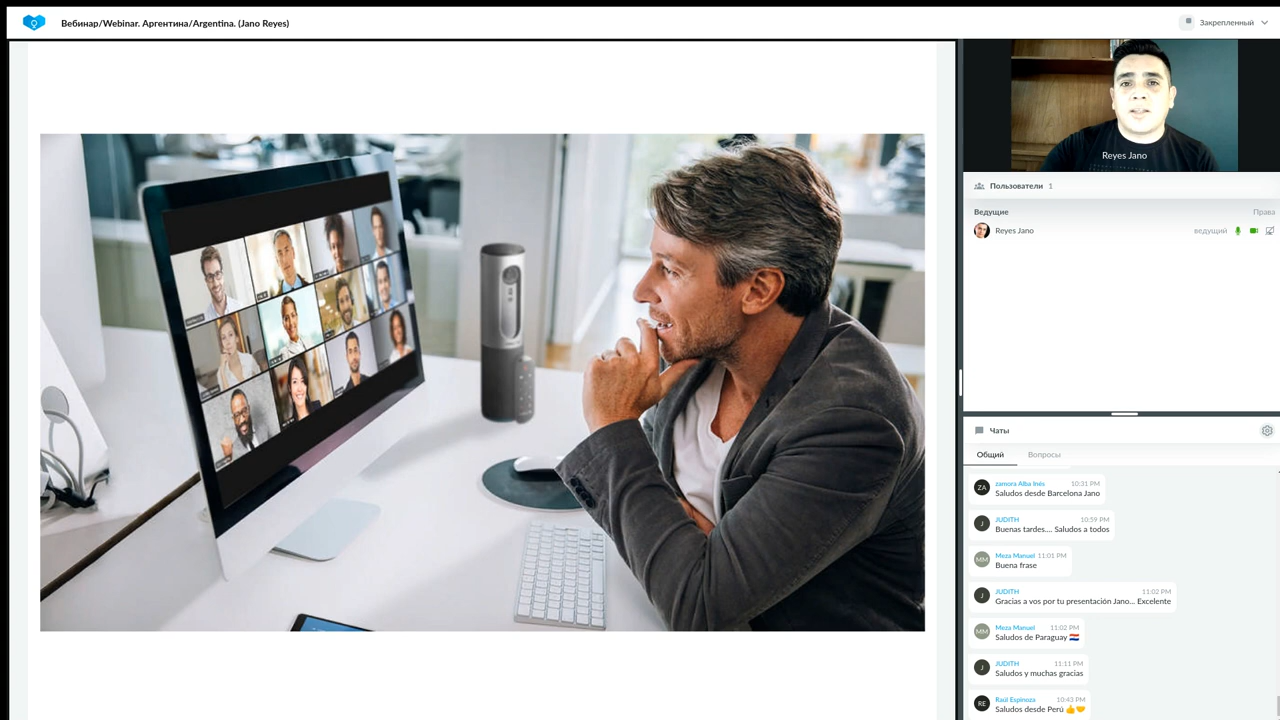 Вебинар/Webinar. Аргентина/Argentina. (Jano Reyes)
Закрепленный
Reyes Jano
Пользователи 1
Ведущие Права
Reyes Jano ведущий
Чаты
Общий Вопросы
ZA zamora Alba Inés 10:31 PM
Saludos desde Barcelona Jano
J JUDITH 10:59 PM
Buenas tardes.... Saludos a todos
MM Meza Manuel 11:01 PM
Buena frase
J JUDITH 11:02 PM
Gracias a vos por tu presentación Jano... Excelente
MM Meza Manuel 11:02 PM
Saludos de Paraguay 🇵🇾
J JUDITH 11:11 PM
Saludos y muchas gracias
RE Raúl Espinoza 10:43 PM
Saludos desde Perú 👍🤝